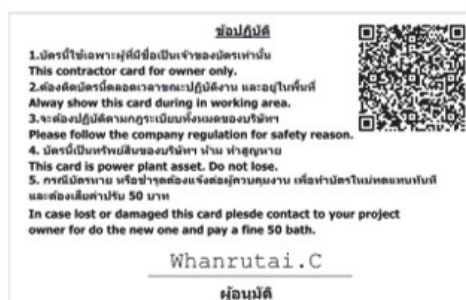 ข้อปฏิบัติ
1.บัตรนี้ใช้เฉพาะผู้ที่มีชื่อเป็นเจ้าของบัตรเท่านั้น
This contractor card for owner only.
2.ต้องติดบัตรนี้ตลอดเวลาขณะปฏิบัติงาน และอยู่ในพื้นที่
Alway show this card during in working area.
3.จะต้องปฏิบัติตามกฎระเบียบทั้งหมดของบริษัทฯ
Please follow the company regulation for safety reason.
4. บัตรนี้เป็นทรัพย์สินของบริษัทฯ ห้าม ทำสูญหาย
This card is power plant asset. Do not lose.
5. กรณีบัตรหาย หรือชำรุดต้องแจ้งต่อผู้ควบคุมงาน เพื่อทำบัตรใหม่ทดแทนทันที
และต้องเสียค่าปรับ 50 บาท
In case lost or damaged this card plesde contact to your project
owner for do the new one and pay a fine 50 bath.
Whanrutai.C
ผู้อนุมัติ